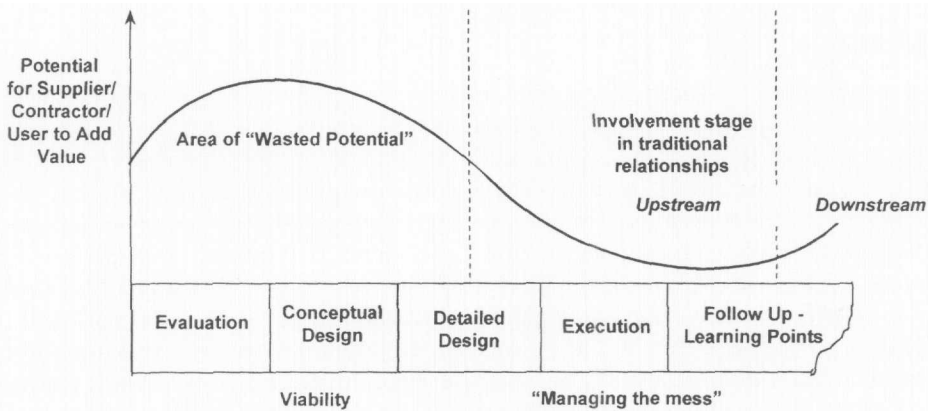 Potential
for Supplier/
Contractor/
User to Add
Value
Area of “Wasted Potential”
Involvement stage
in traditional
relationships
Upstream
Downstream
Evaluation
Conceptual
Design
Detailed
Design
Execution
Follow Up -
Learning Points
Viability
“Managing the mess”